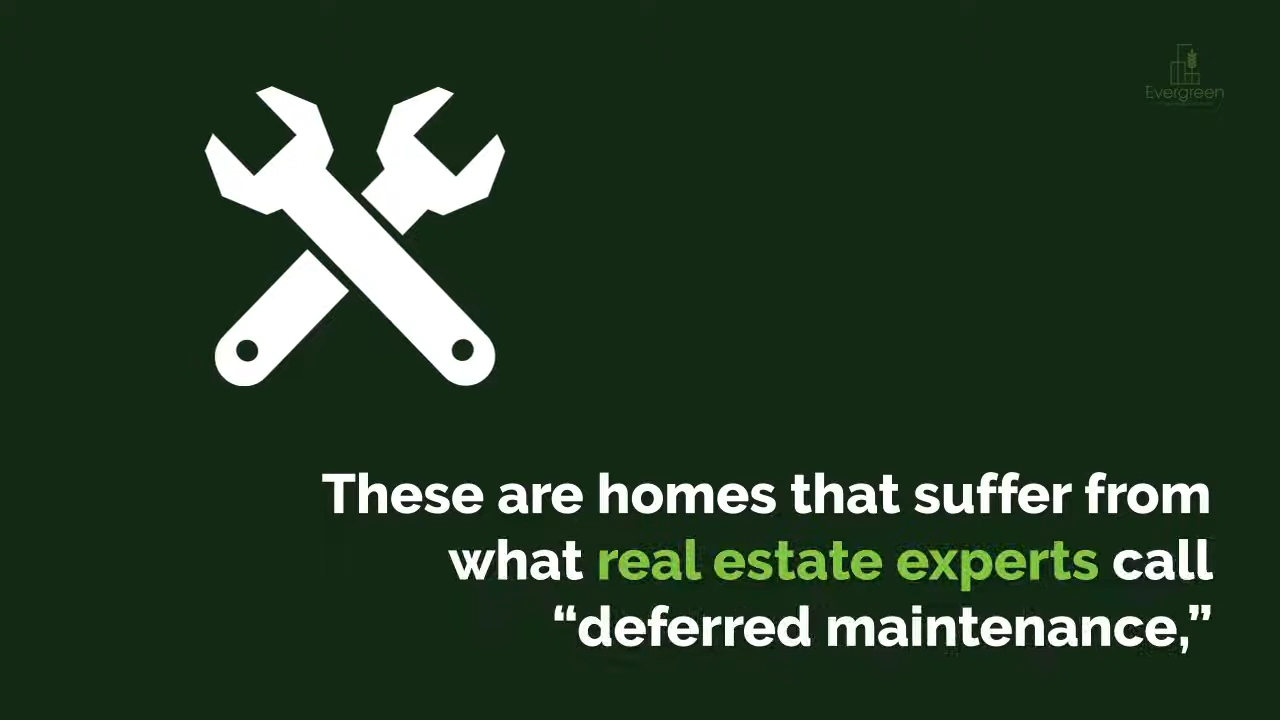 Evergreen
These are homes that suffer from
what real estate experts call
“deferred maintenance,”